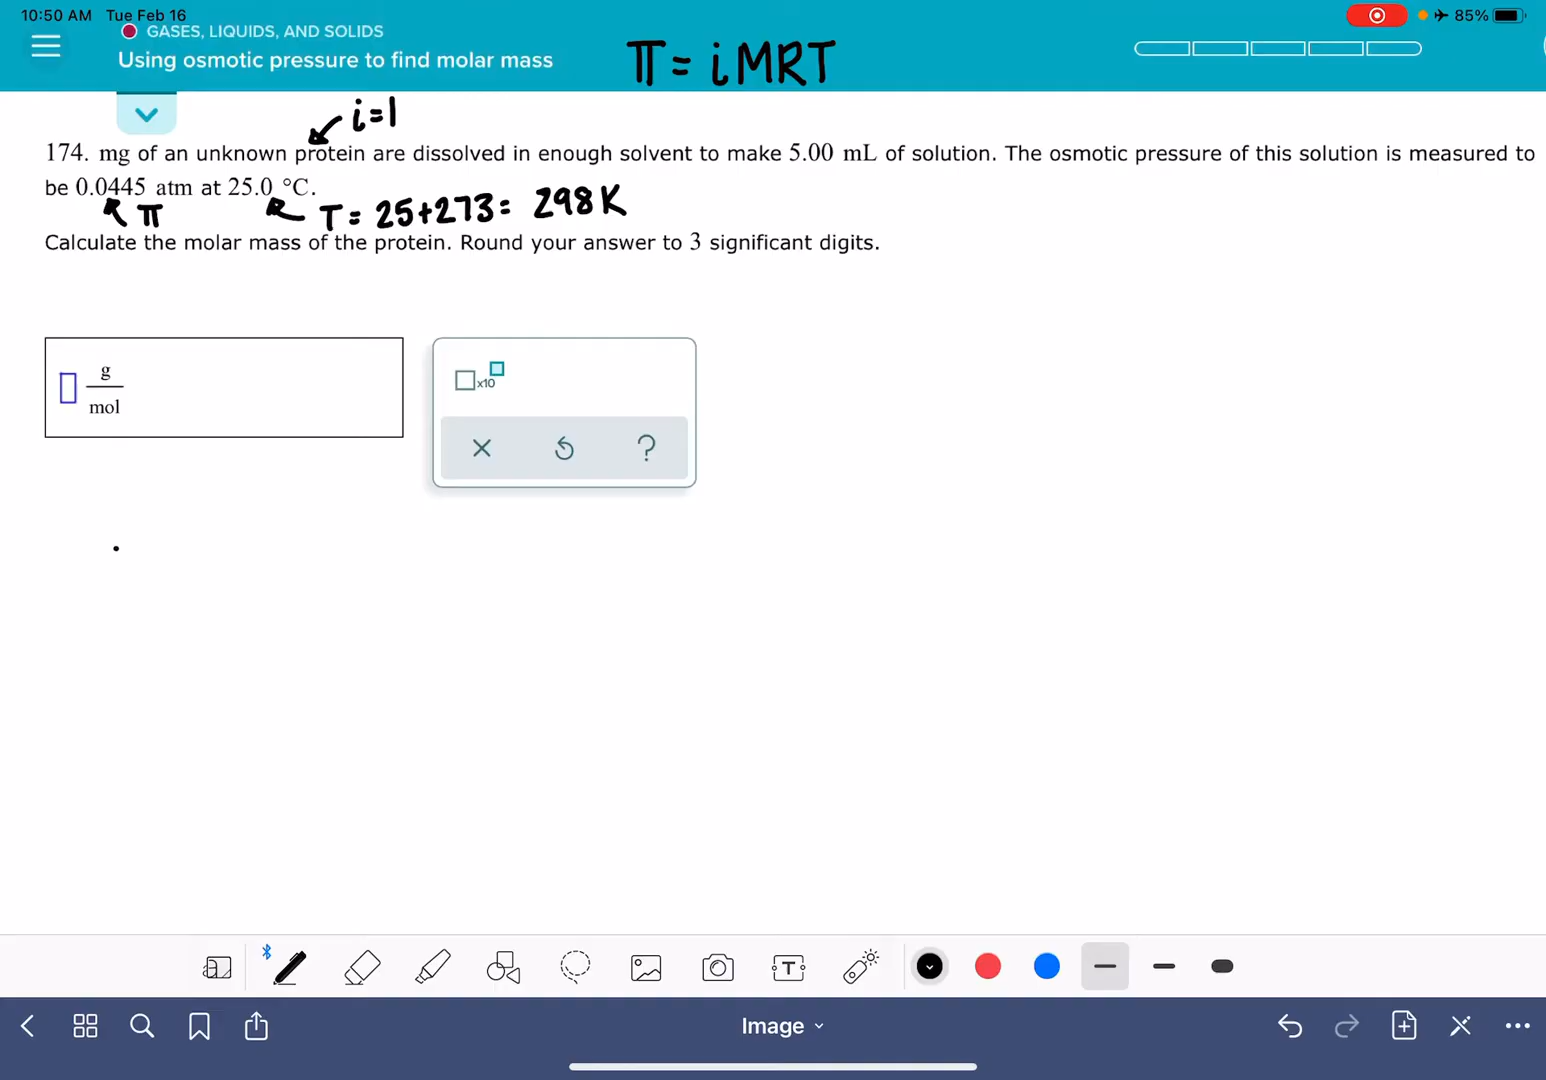 10:50 AM Tue Feb 16
85%
GASES, LIQUIDS, AND SOLIDS
Using osmotic pressure to find molar mass
π = iMRT
i=1
174. mg of an unknown protein are dissolved in enough solvent to make 5.00 mL of solution. The osmotic pressure of this solution is measured to
be 0.0445 atm at 25.0 °C.
π
T = 25+273= 298K
Calculate the molar mass of the protein. Round your answer to 3 significant digits.
g
mol
x10
?
a
T
Image